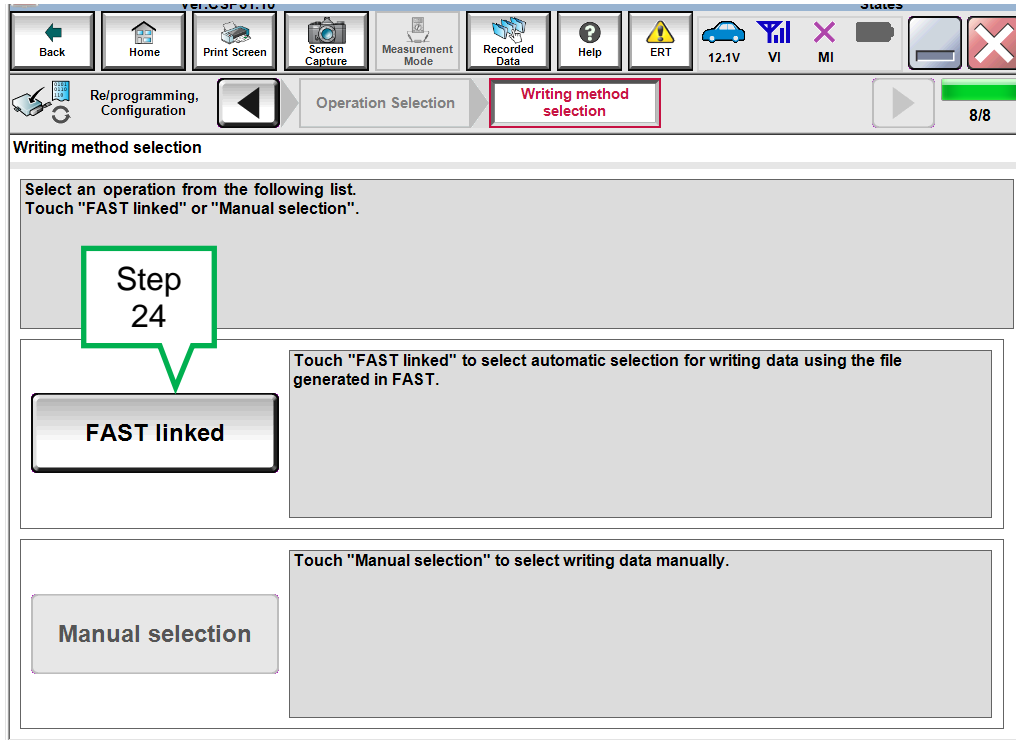 Back
Home
Print Screen
Screen
Capture
Measurement
Mode
Recorded
Data
Help
ERT
12.1V
VI
MI
Re/programming,
Configuration
Operation Selection
Writing method
selection
8/8
Writing method selection
Select an operation from the following list.
Touch "FAST linked" or "Manual selection".
Step
24
Touch "FAST linked" to select automatic selection for writing data using the file
generated in FAST.
FAST linked
Touch "Manual selection" to select writing data manually.
Manual selection